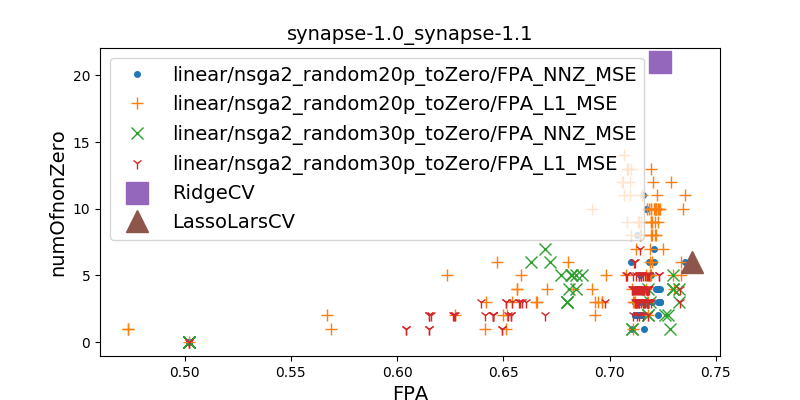 synapse-1.0_synapse-1.1
linear/nsga2_random20p_toZero/FPA_NNZ_MSE
linear/nsga2_random20p_toZero/FPA_L1_MSE
linear/nsga2_random30p_toZero/FPA_NNZ_MSE
linear/nsga2_random30p_toZero/FPA_L1_MSE
RidgeCV
LassoLarsCV
numOfnonZero
20
15
10
5
0
0.50 0.55 0.60 0.65 0.70 0.75
FPA